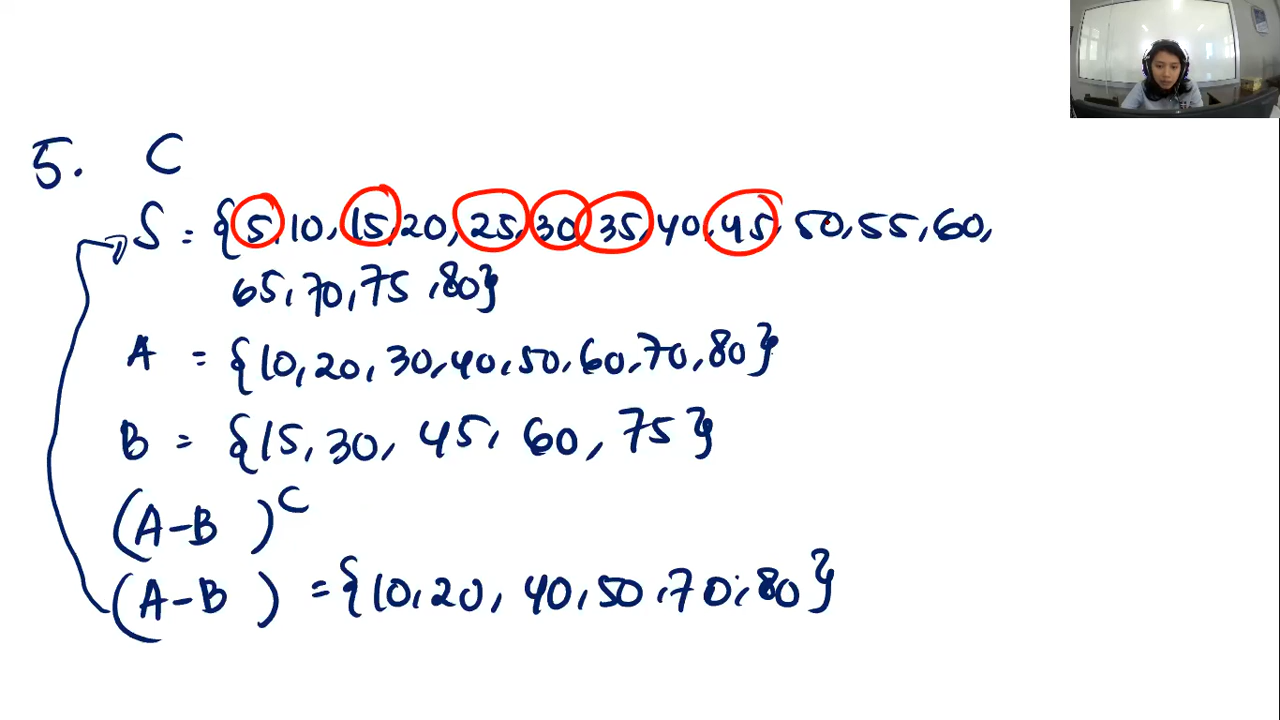 5. C
S = {5, 10, 15, 20, 25, 30, 35, 40, 45, 50, 55, 60,
65, 70, 75, 80}
A = {10, 20, 30, 40, 50, 60, 70, 80}
B = {15, 30, 45, 60, 75}
(A-B)^C
(A-B) = {10, 20, 40, 50, 70, 80}